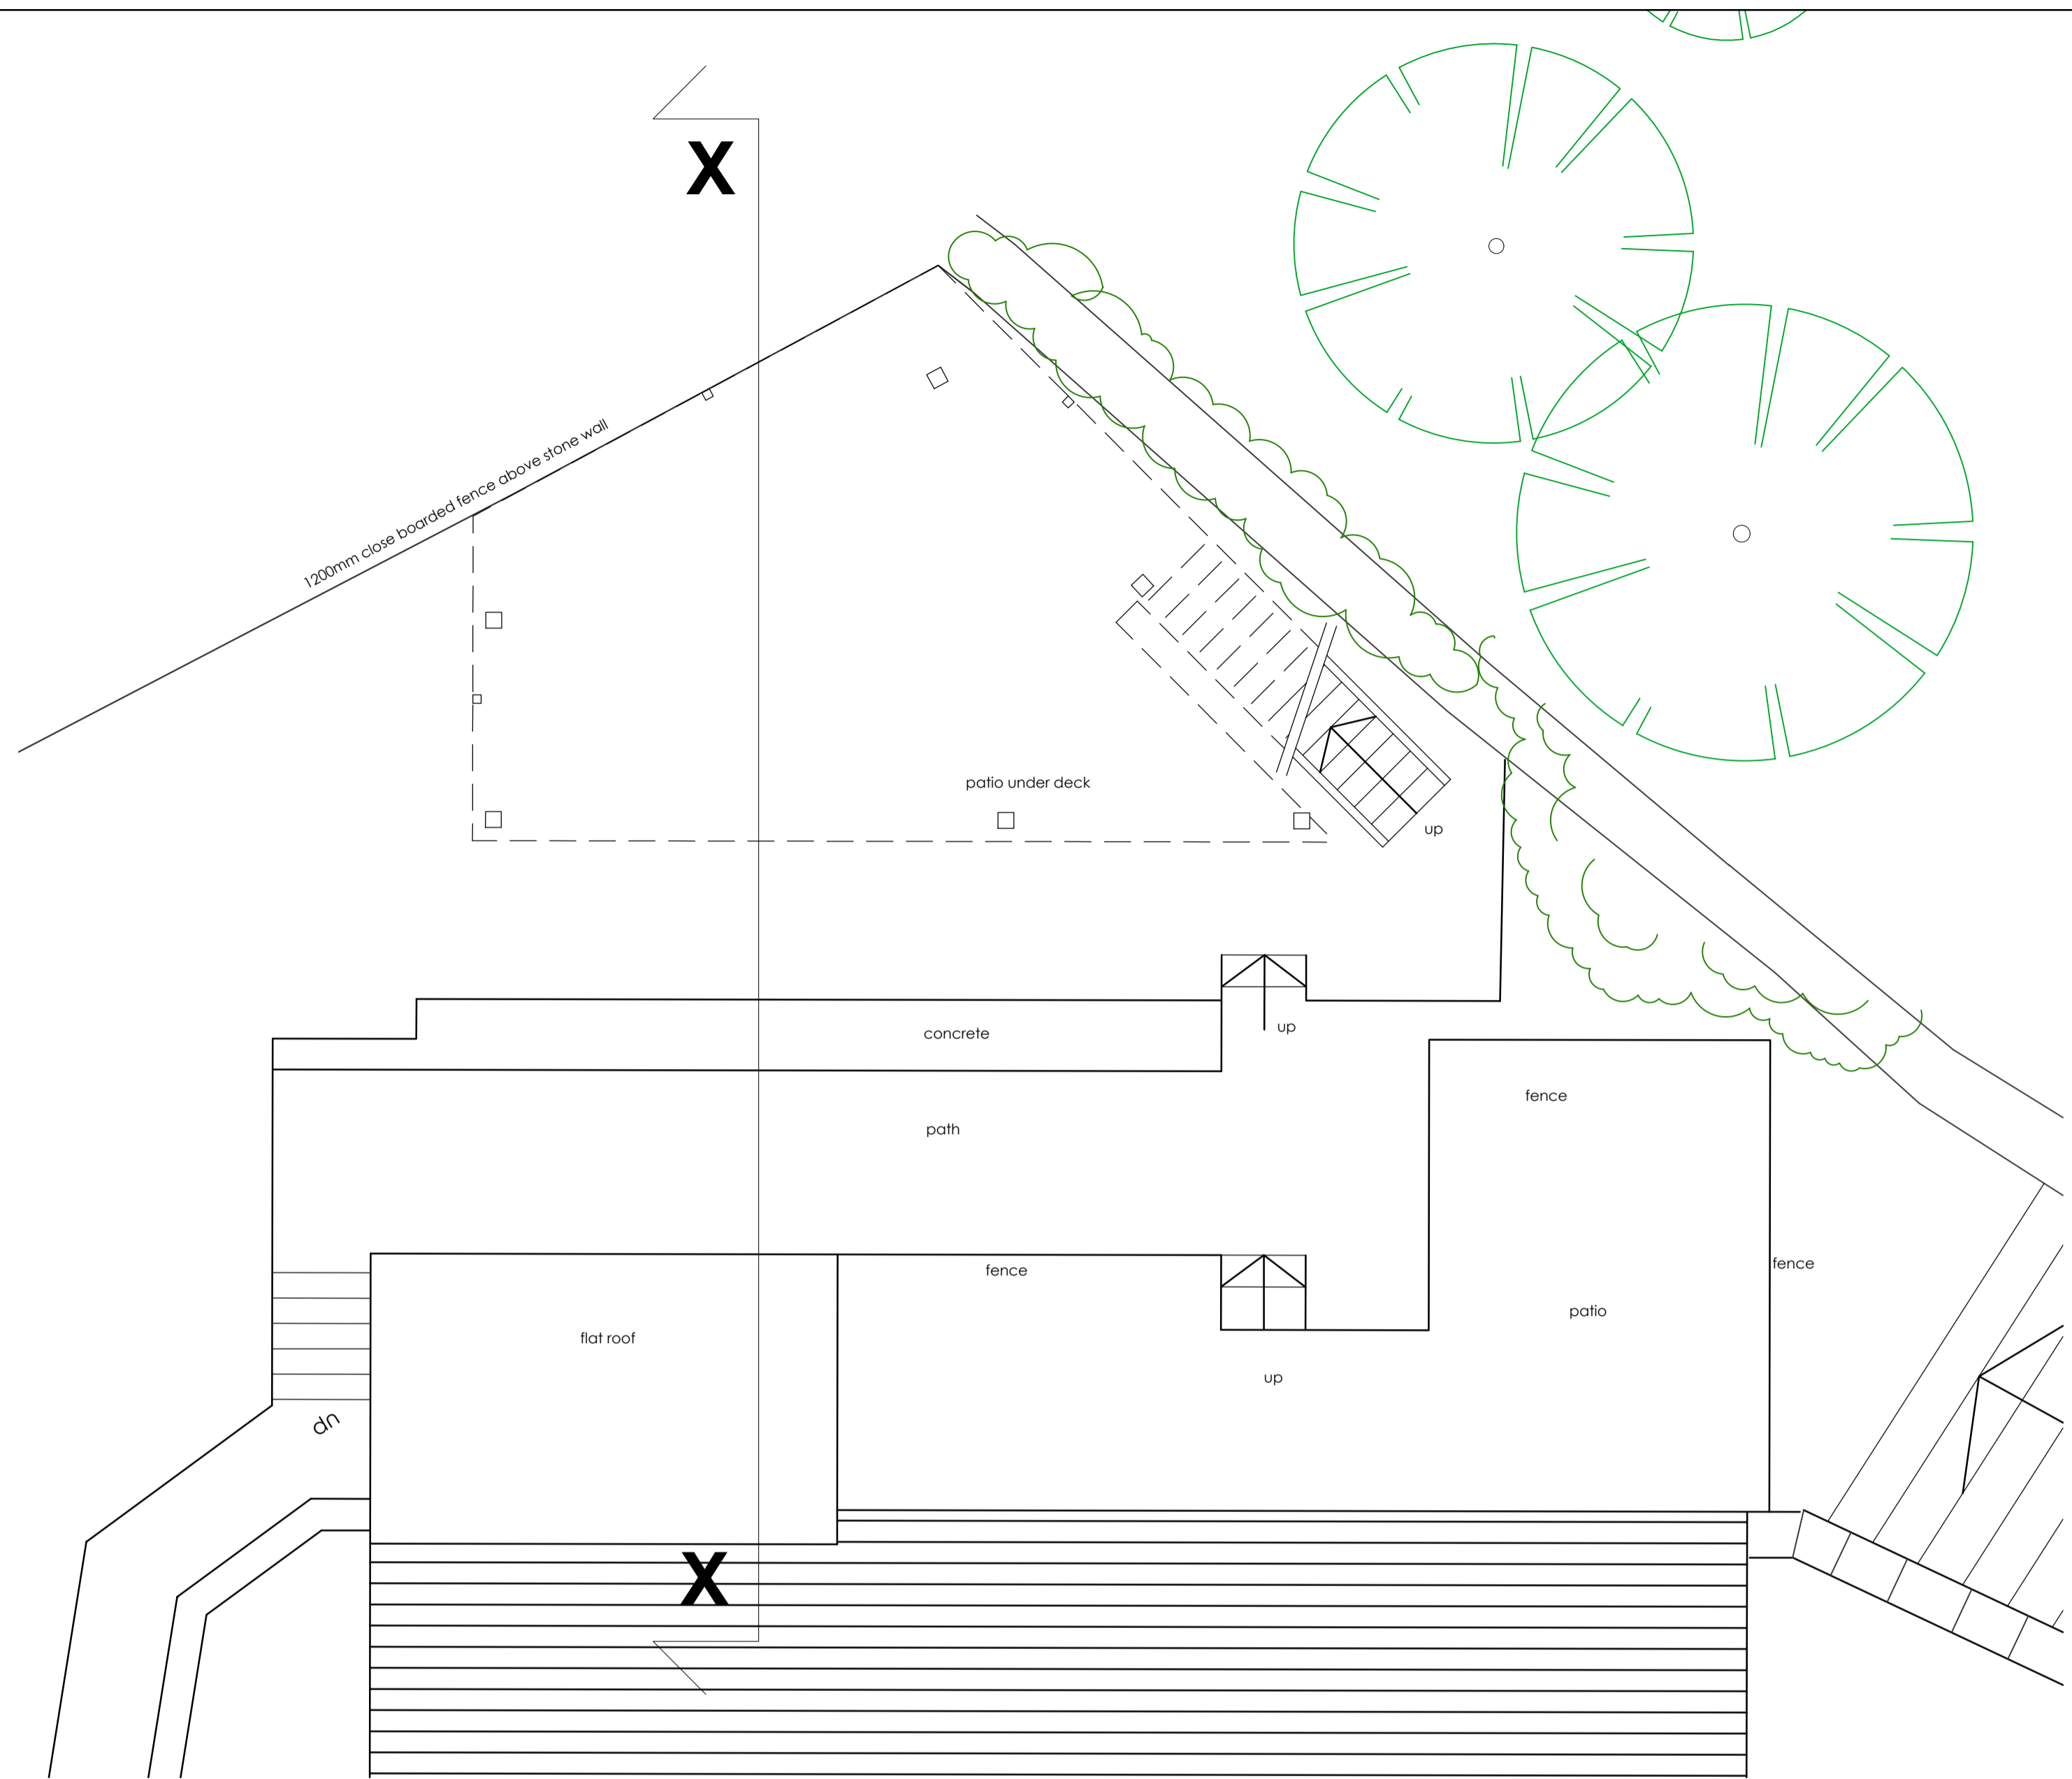 X
1200mm close boarded fence above stone wall
patio under deck
up
up
concrete
fence
path
fence
fence
patio
flat roof
up
dn
X